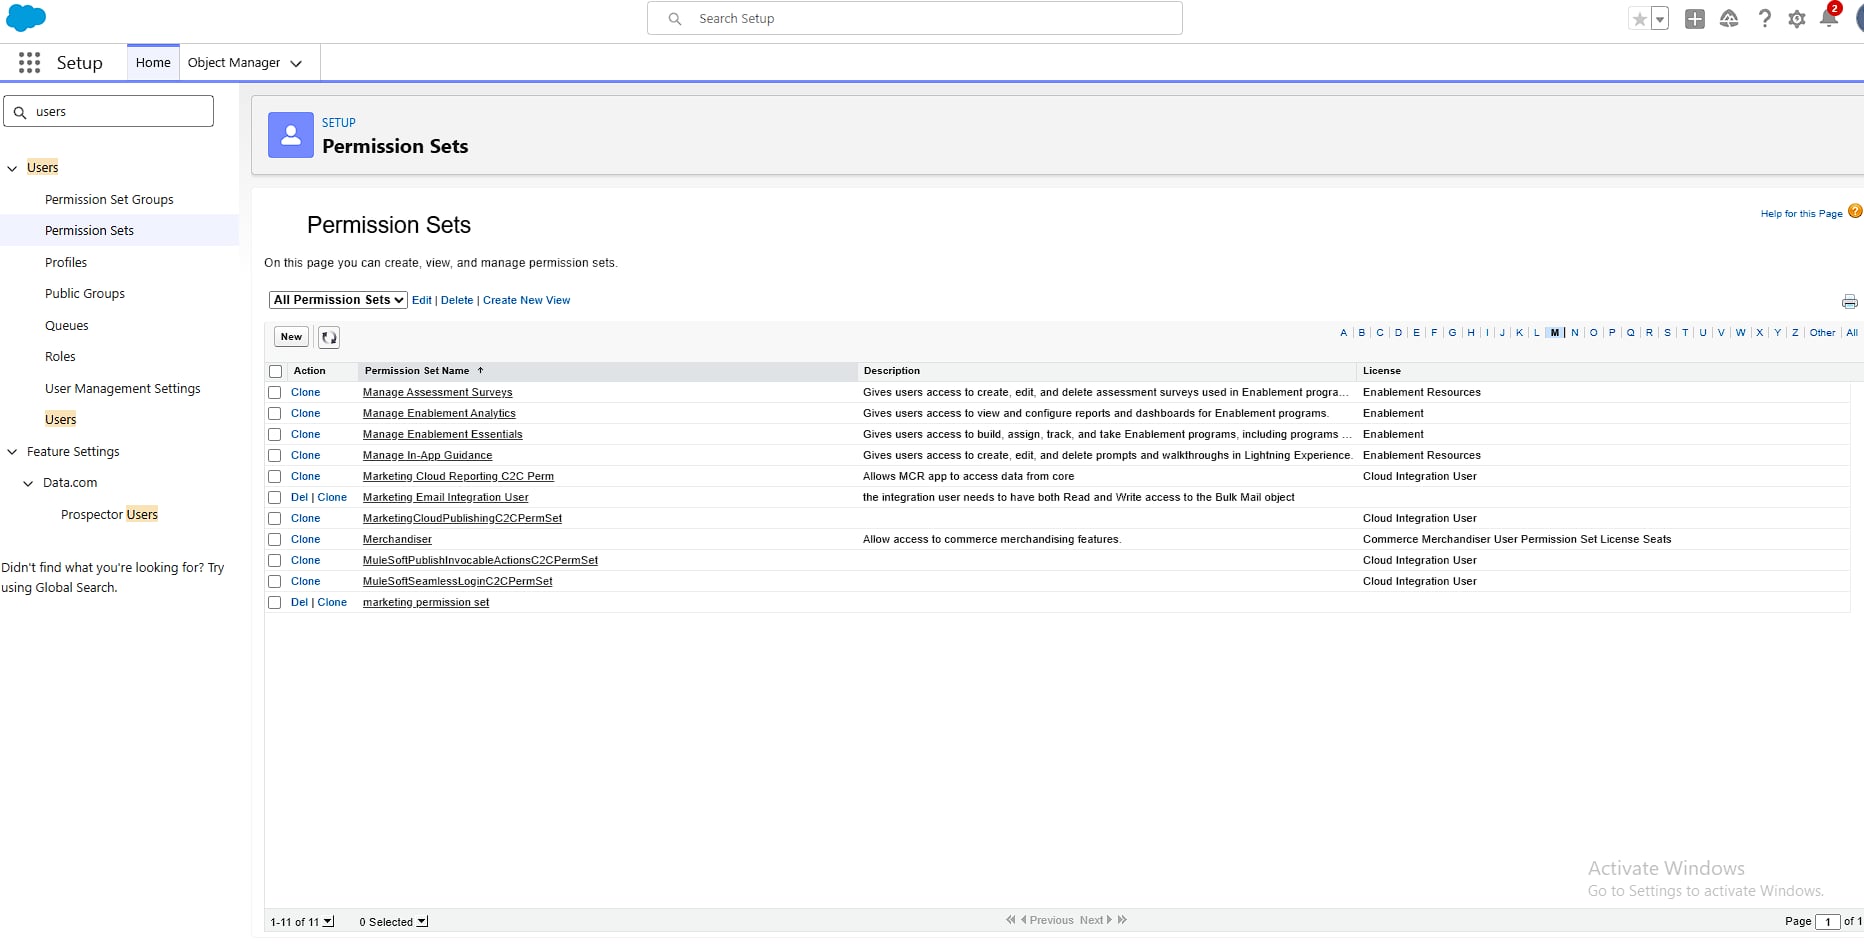 Search Setup
2
Setup
Home
Object Manager
users
Users
Permission Set Groups
Permission Sets
Profiles
Public Groups
Queues
Roles
User Management Settings
Users
Feature Settings
Data.com
Prospector Users
Didn't find what you're looking for? Try
using Global Search.
SETUP
Permission Sets
Permission Sets
Help for this Page ?
On this page you can create, view, and manage permission sets.
All Permission Sets Edit | Delete | Create New View
New
A | B | C | D | E | F | G | H | I | J | K | L | M | N | O | P | Q | R | S | T | U | V | W | X | Y | Z | Other | All
Action Permission Set Name ↑ Description License
Clone Manage Assessment Surveys Gives users access to create, edit, and delete assessment surveys used in Enablement progra... Enablement Resources
Clone Manage Enablement Analytics Gives users access to view and configure reports and dashboards for Enablement programs. Enablement
Clone Manage Enablement Essentials Gives users access to build, assign, track, and take Enablement programs, including programs ... Enablement
Clone Manage In-App Guidance Gives users access to create, edit, and delete prompts and walkthroughs in Lightning Experience. Enablement Resources
Clone Marketing Cloud Reporting C2C Perm Allows MCR app to access data from core Cloud Integration User
Del | Clone Marketing Email Integration User the integration user needs to have both Read and Write access to the Bulk Mail object
Clone MarketingCloudPublishingC2CPermSet Cloud Integration User
Clone Merchandiser Allow access to commerce merchandising features. Commerce Merchandiser User Permission Set License Seats
Clone MuleSoftPublishInvocableActionsC2CPermSet Cloud Integration User
Clone MuleSoftSeamlessLoginC2CPermSet Cloud Integration User
Del | Clone marketing permission set
Activate Windows
Go to Settings to activate Windows.
1-11 of 11 0 Selected Previous Next Page 1 of 1